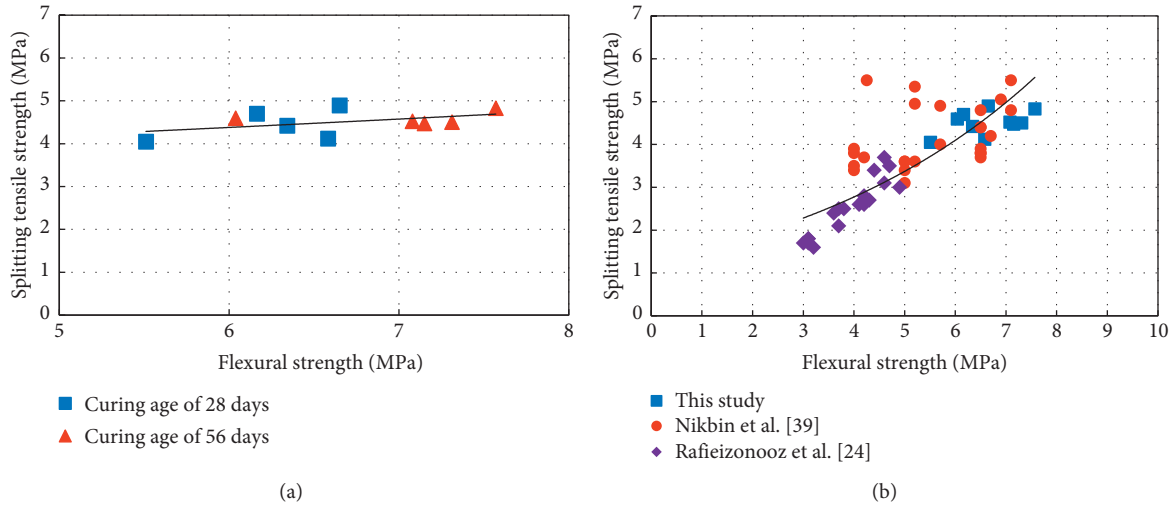 Splitting tensile strength (MPa)
7
6
5
4
3
2
1
0
5 6 7 8
Flexural strength (MPa)
Curing age of 28 days
Curing age of 56 days
(a)
Splitting tensile strength (MPa)
7
6
5
4
3
2
1
0
0 1 2 3 4 5 6 7 8 9 10
Flexural strength (MPa)
This study
Nikbin et al. [39]
Rafieizonooz et al. [24]
(b)